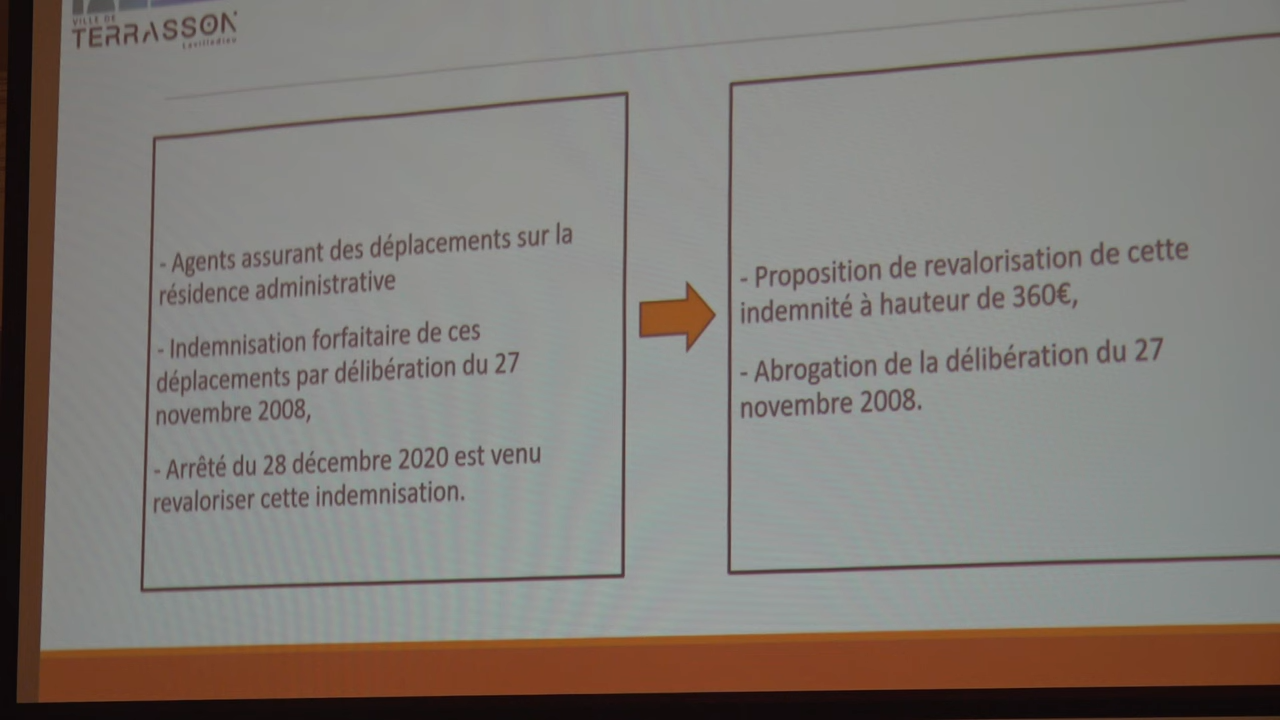 VILLE DE
TERRASSON
Lavilledieu
- Agents assurant des déplacements sur la
résidence administrative
- Indemnisation forfaitaire de ces
déplacements par délibération du 27
novembre 2008,
- Arrêté du 28 décembre 2020 est venu
revaloriser cette indemnisation.
- Proposition de revalorisation de cette
indemnité à hauteur de 360€,
- Abrogation de la délibération du 27
novembre 2008.